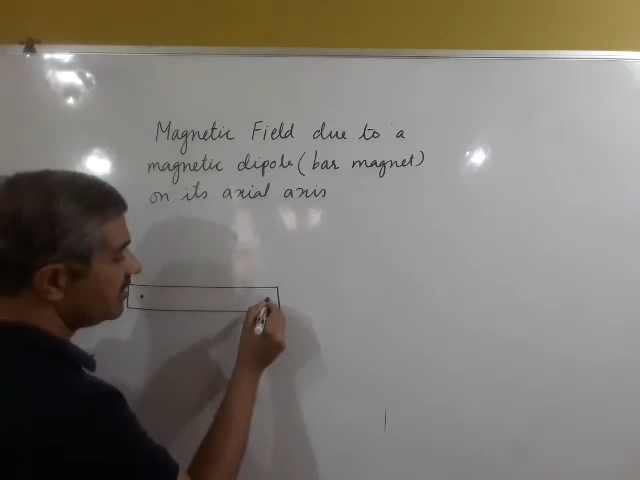 Magnetic Field due to a
magnetic dipole (bar magnet)
on its axial axis